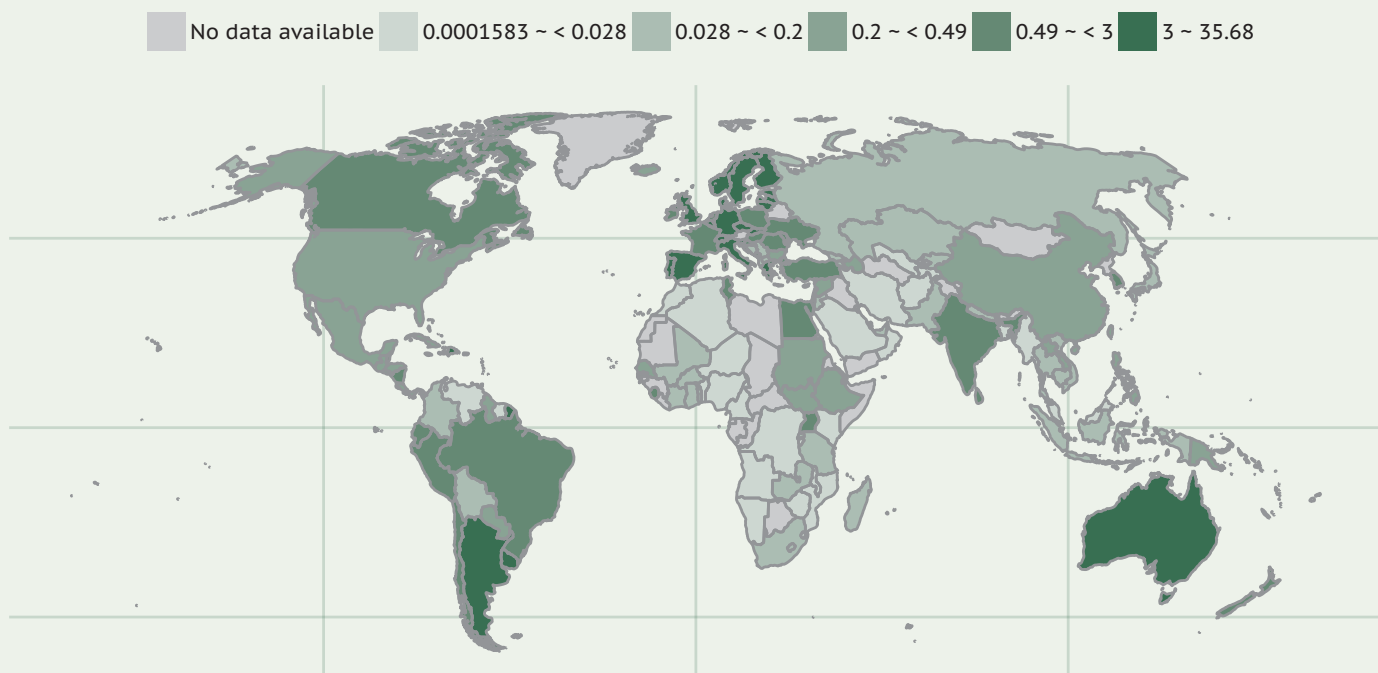 No data available 0.0001583 ~ < 0.028 0.028 ~ < 0.2 0.2 ~ < 0.49 0.49 ~ < 3 3 ~ 35.68